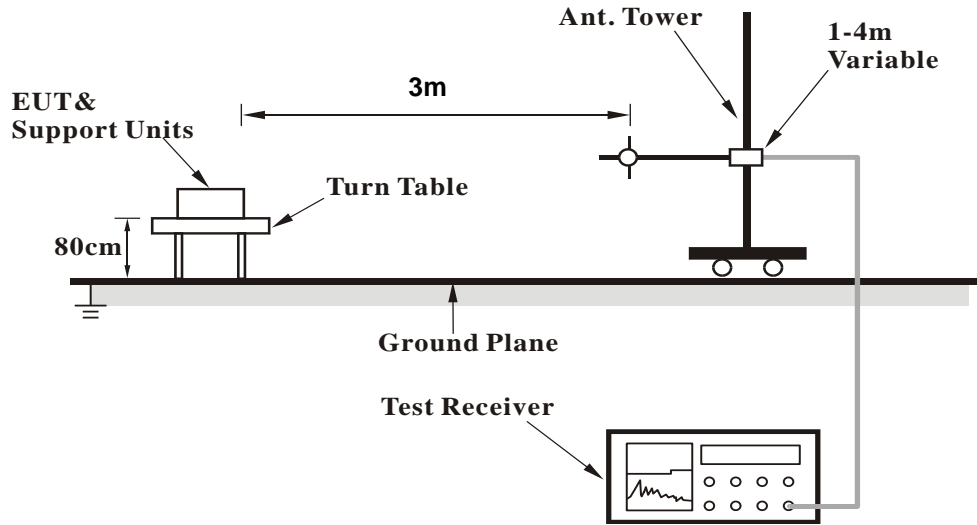 Ant. Tower
1-4m
Variable
3m
EUT&
Support Units
Turn Table
80cm
Ground Plane
Test Receiver